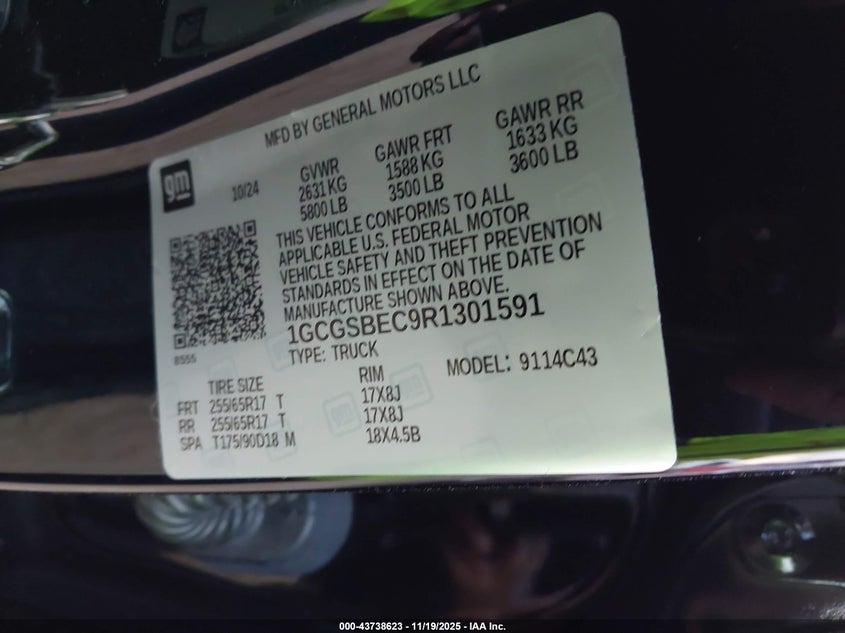 MFD BY GENERAL MOTORS LLC
gm
10/24
GVWR GAWR FRT GAWR RR
2631 KG 1588 KG 1633 KG
5800 LB 3500 LB 3600 LB
THIS VEHICLE CONFORMS TO ALL
APPLICABLE U.S. FEDERAL MOTOR
VEHICLE SAFETY AND THEFT PREVENTION
STANDARDS IN EFFECT ON THE DATE OF
MANUFACTURE SHOWN ABOVE.
1GCGSBEC9R1301591
8555
TYPE: TRUCK MODEL: 9114C43
TIRE SIZE RIM
FRT 255/65R17 T 17X8J
RR 255/65R17 T 17X8J
SPA T175/90D18 M 18X4.5B
000-43738623 - 11/19/2025 - IAA Inc.